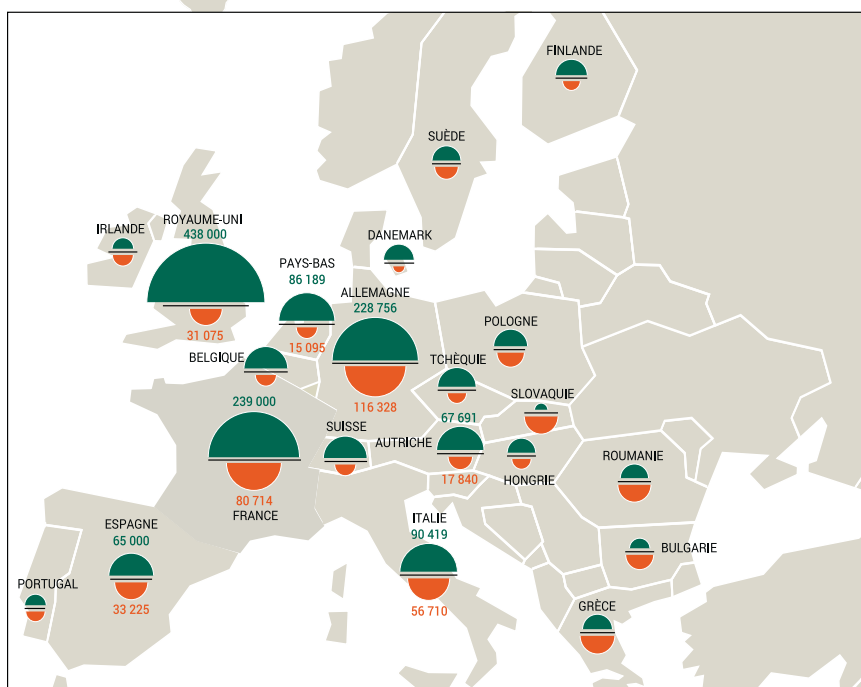 FINLANDE
SUÈDE
ROYAUME-UNI
438 000
31 075
IRLANDE
DANEMARK
PAYS-BAS
86 189
15 095
ALLEMAGNE
228 756
116 328
POLOGNE
BELGIQUE
TCHÈQUIE
SLOVAQUIE
239 000
80 714
FRANCE
SUISSE
67 691
AUTRICHE
17 840
HONGRIE
ROUMANIE
ESPAGNE
65 000
33 225
ITALIE
90 419
56 710
BULGARIE
PORTUGAL
GRÈCE